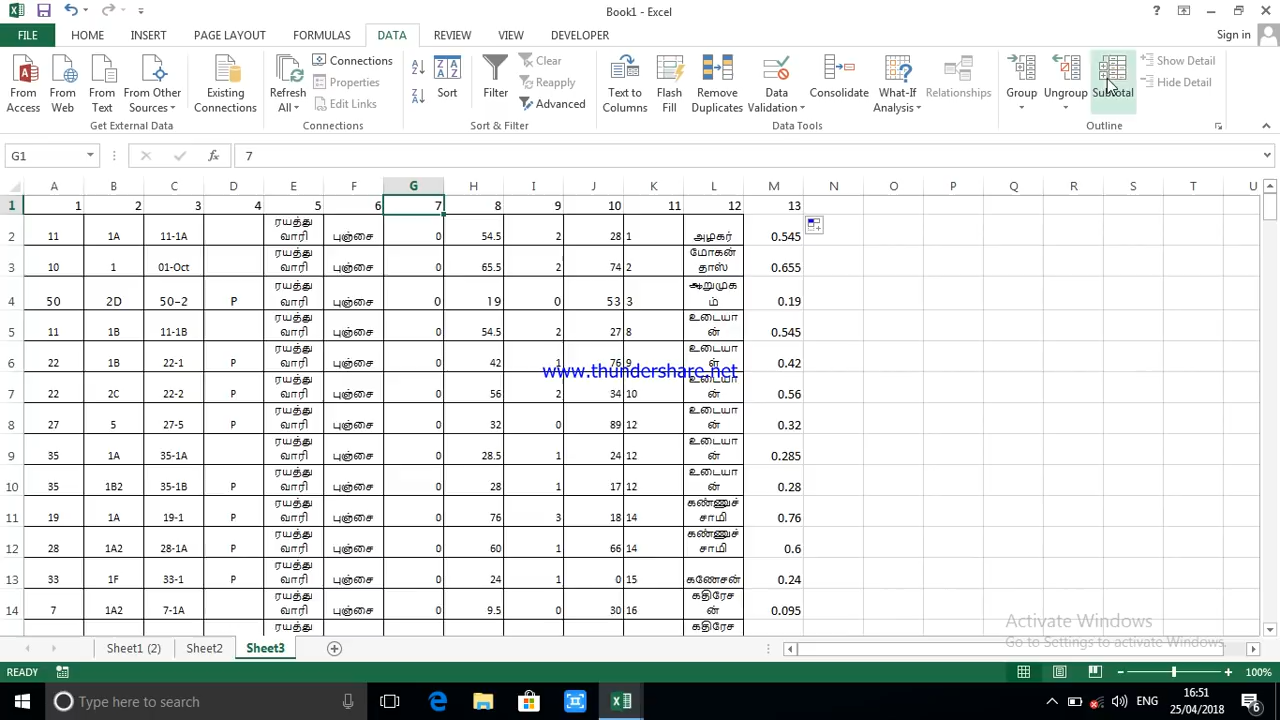 Book1 - Excel
?
FILE HOME INSERT PAGE LAYOUT FORMULAS DATA REVIEW VIEW DEVELOPER Sign in
From Access
From Web
From Text
From Other Sources
Existing Connections
Refresh All
Connections
Properties
Edit Links
Sort
Filter
Clear
Reapply
Advanced
Text to Columns
Flash Fill
Remove Duplicates
Data Validation
Consolidate
What-If Analysis
Relationships
Group
Ungroup
Subtotal
Show Detail
Hide Detail
Get External Data Connections Sort & Filter Data Tools Outline
G1 fx 7
A B C D E F G H I J K L M N O P Q R S T U
1 1 2 3 4 5 6 7 8 9 10 11 12 13
2 11 1A 11-1A ரயத்து வாரி புஞ்சை 0 54.5 2 28 1 அழகர் 0.545
3 10 1 01-Oct ரயத்து வாரி புஞ்சை 0 65.5 2 74 2 மோகன் தாஸ் 0.655
4 50 2D 50-2 P ரயத்து வாரி புஞ்சை 0 19 0 53 3 ஆறுமுகம் 0.19
5 11 1B 11-1B ரயத்து வாரி புஞ்சை 0 54.5 2 27 8 உடையான் 0.545
6 22 1B 22-1 P ரயத்து வாரி புஞ்சை 0 42 1 76 9 உடையான் 0.42
www.thundershare.net
7 22 2C 22-2 P ரயத்து வாரி புஞ்சை 0 56 2 34 10 உடையான் 0.56
8 27 5 27-5 P ரயத்து வாரி புஞ்சை 0 32 0 89 12 உடையான் 0.32
9 35 1A 35-1A P ரயத்து வாரி புஞ்சை 0 28.5 1 24 12 உடையான் 0.285
10 35 1B2 35-1B P ரயத்து வாரி புஞ்சை 0 28 1 17 12 உடையான் 0.28
11 19 1A 19-1 P ரயத்து வாரி புஞ்சை 0 76 3 18 14 கண்ணுச்சாமி 0.76
12 28 1A2 28-1A P ரயத்து வாரி புஞ்சை 0 60 1 66 14 கண்ணுச்சாமி 0.6
13 33 1F 33-1 P ரயத்து வாரி புஞ்சை 0 24 1 0 15 கணேசன் 0.24
14 7 1A2 7-1A ரயத்து வாரி புஞ்சை 0 9.5 0 30 16 கதிரேசன் 0.095
ரயத்து கதிரேச
Activate Windows
Go to Settings to activate Windows.
Sheet1 (2) Sheet2 Sheet3
READY 100%
Type here to search
ENG
16:51
25/04/2018
6